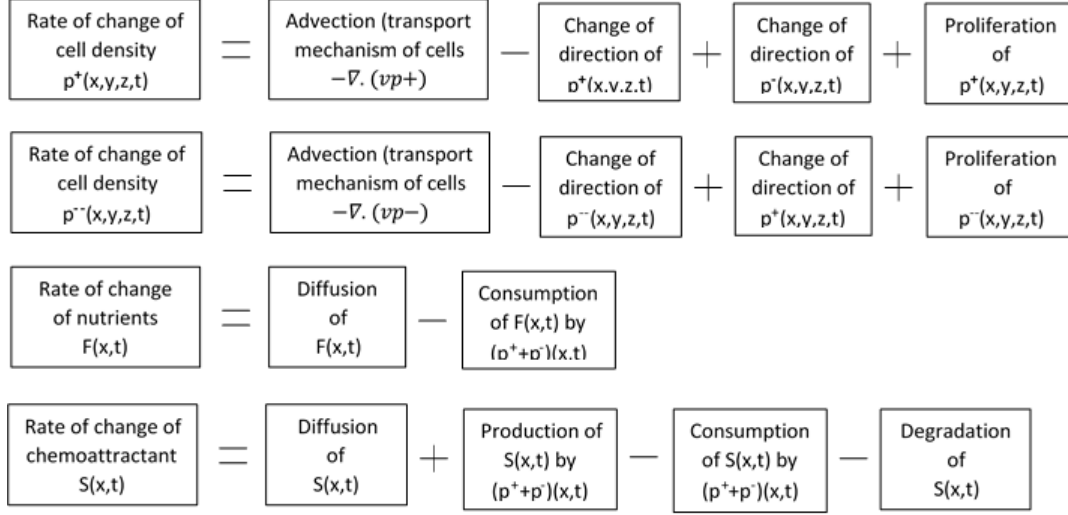 Rate of change of
cell density
p⁺(x,y,z,t)
=
Advection (transport
mechanism of cells
−∇. (vp+)
−
Change of
direction of
p⁺(x,y,z,t)
+
Change of
direction of
p⁻(x,y,z,t)
+
Proliferation
of
p⁺(x,y,z,t)
Rate of change of
cell density
p⁻⁻(x,y,z,t)
=
Advection (transport
mechanism of cells
−∇. (vp−)
−
Change of
direction of
p⁻⁻(x,y,z,t)
+
Change of
direction of
p⁺(x,y,z,t)
+
Proliferation
of
p⁻⁻(x,y,z,t)
Rate of change
of nutrients
F(x,t)
=
Diffusion
of
F(x,t)
−
Consumption
of F(x,t) by
(p⁺+p⁻)(x,t)
Rate of change of
chemoattractant
S(x,t)
=
Diffusion
of
S(x,t)
+
Production of
S(x,t) by
(p⁺+p⁻)(x,t)
−
Consumption
of S(x,t) by
(p⁺+p⁻)(x,t)
−
Degradation
of
S(x,t)